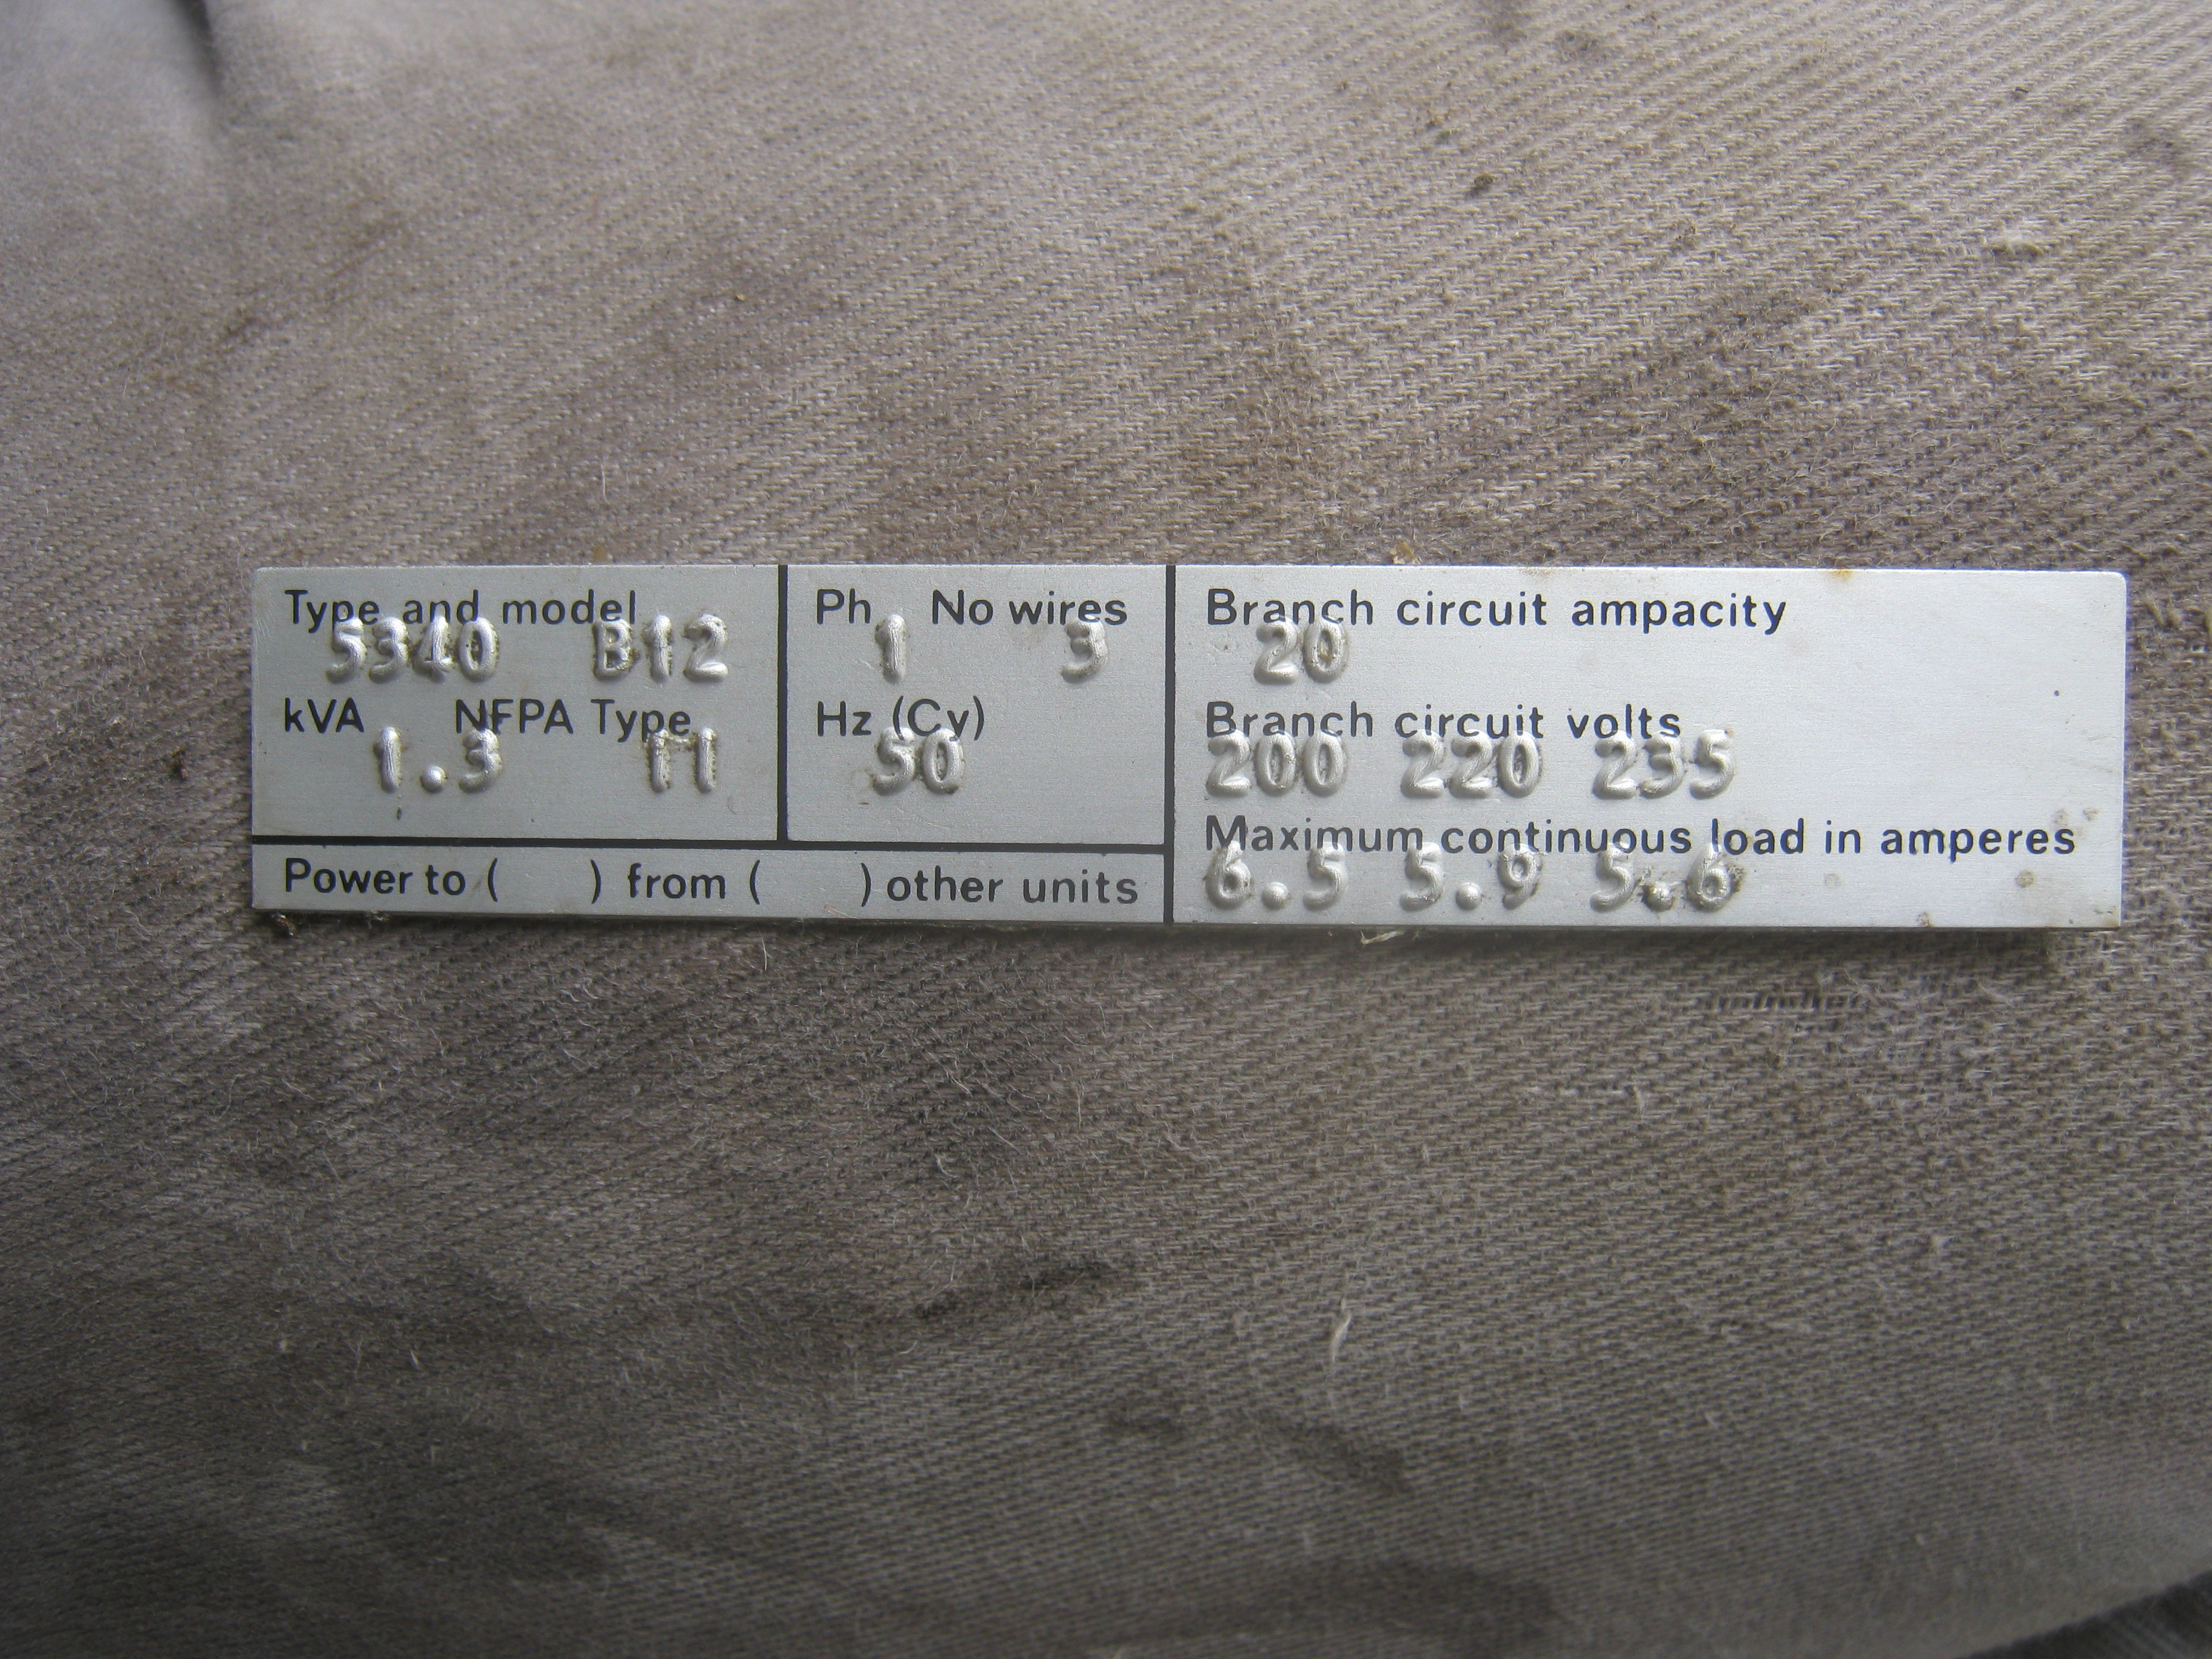 Type and model
5340 B12
kVA NFPA Type
1.3 11
Power to ( ) from ( ) other units
Ph No wires
1 3
Hz (Cy)
50
Branch circuit ampacity
20
Branch circuit volts
200 220 235
Maximum continuous load in amperes
6.5 5.9 5.6